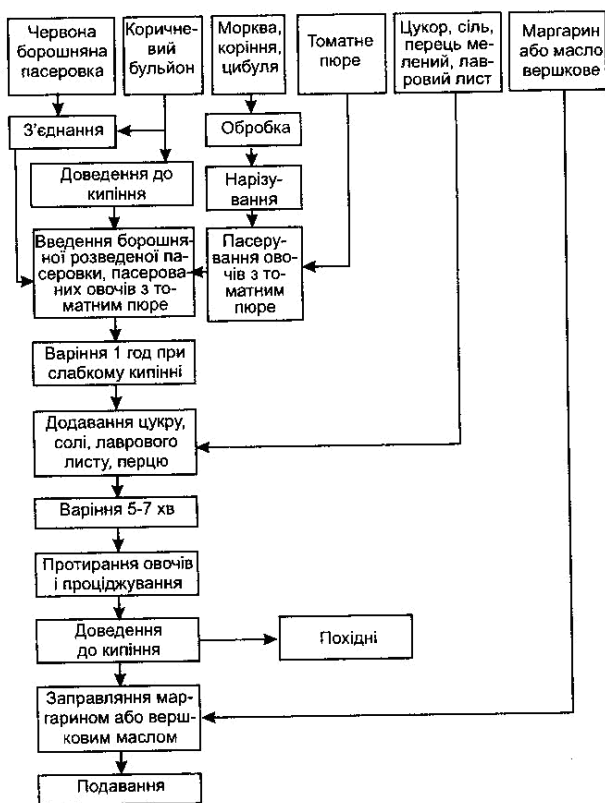 Червона
борошняна
пасеровка
Коричне-
вий
бульйон
Морква,
коріння,
цибуля
Томатне
пюре
Цукор, сіль,
перець ме-
лений, лав-
ровий лист
Маргарин
або масло
вершкове
З'єднання
Обробка
Доведення до
кипіння
Нарізу-
вання
Введення борошня-
ної розведеної па-
серовки, пасерова-
них овочів з то-
матним пюре
Пасеру-
вання ово-
чів з то-
матним
пюре
Варіння 1 год при
слабкому кипінні
Додавання цукру,
солі, лаврового
листу, перцю
Варіння 5-7 хв
Протирання овочів
і проціджування
Доведення
до кипіння
Похідні
Заправляння мар-
гарином або верш-
ковим маслом
Подавання